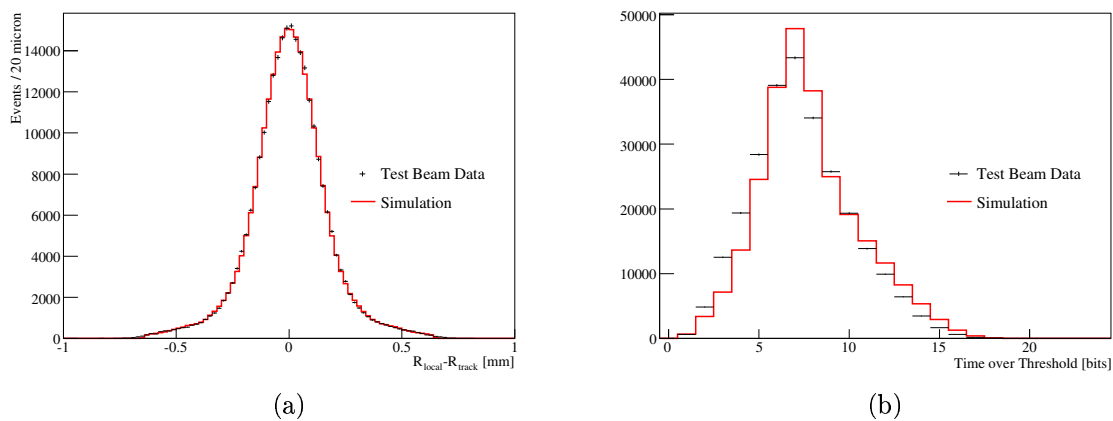 Events / 20 micron
14000
12000
10000
8000
6000
4000
2000
0
-1
-0.5
0
0.5
1
R_local-R_track [mm]
Test Beam Data
Simulation
(a)
50000
40000
30000
20000
10000
0
0
5
10
15
20
Time over Threshold [bits]
Test Beam Data
Simulation
(b)